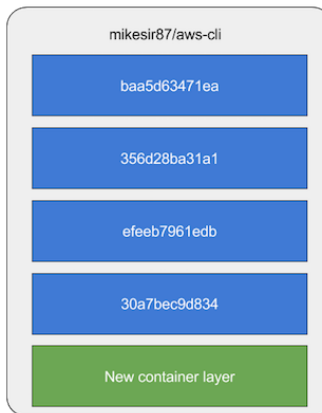 mikesir87/aws-cli
baa5d63471ea
356d28ba31a1
efeeb7961edb
30a7bec9d834
New container layer